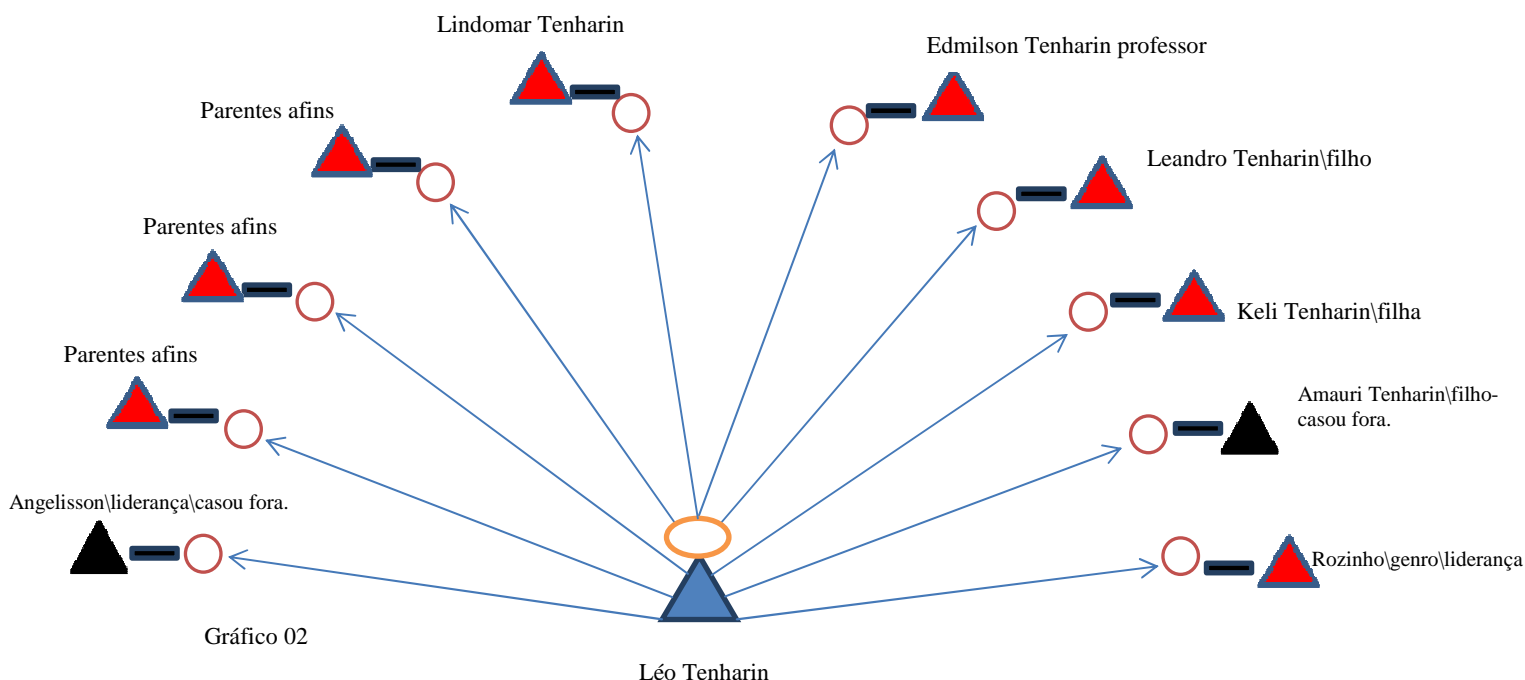 Lindomar Tenharin
Edmilson Tenharin professor
Parentes afins
Leandro Tenharin\filho
Parentes afins
Keli Tenharin\filha
Parentes afins
Amauri Tenharin\filho-
casou fora.
Angelisson\liderança\casou fora.
Rozinho\genro\liderança
Gráfico 02
Léo Tenharin